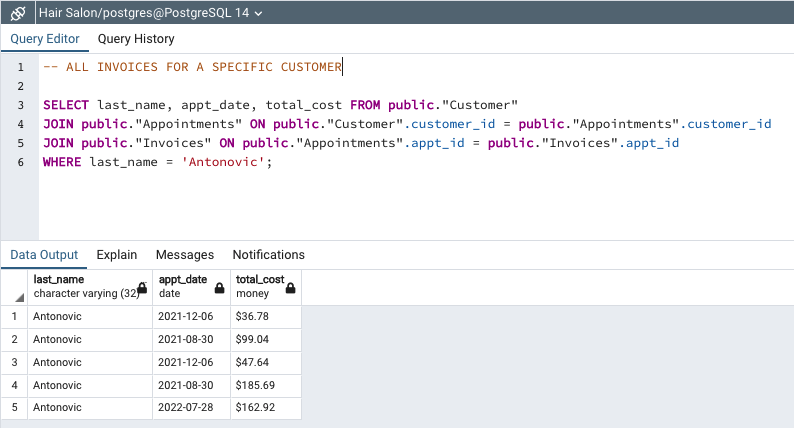 Hair Salon/postgres@PostgreSQL 14
Query Editor Query History
1 -- ALL INVOICES FOR A SPECIFIC CUSTOMER
2
3 SELECT last_name, appt_date, total_cost FROM public."Customer"
4 JOIN public."Appointments" ON public."Customer".customer_id = public."Appointments".customer_id
5 JOIN public."Invoices" ON public."Appointments".appt_id = public."Invoices".appt_id
6 WHERE last_name = 'Antonovic';
Data Output Explain Messages Notifications
last_name appt_date total_cost
character varying (32) date money
1 Antonovic 2021-12-06 $36.78
2 Antonovic 2021-08-30 $99.04
3 Antonovic 2021-12-06 $47.64
4 Antonovic 2021-08-30 $185.69
5 Antonovic 2022-07-28 $162.92